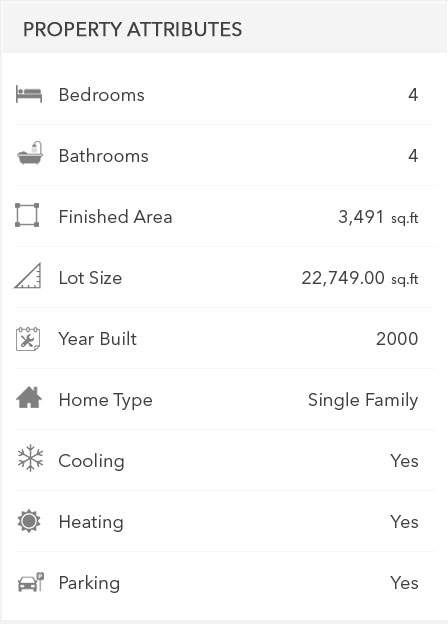 PROPERTY ATTRIBUTES
Bedrooms 4
Bathrooms 4
Finished Area 3,491 sq.ft
Lot Size 22,749.00 sq.ft
Year Built 2000
Home Type Single Family
Cooling Yes
Heating Yes
Parking Yes